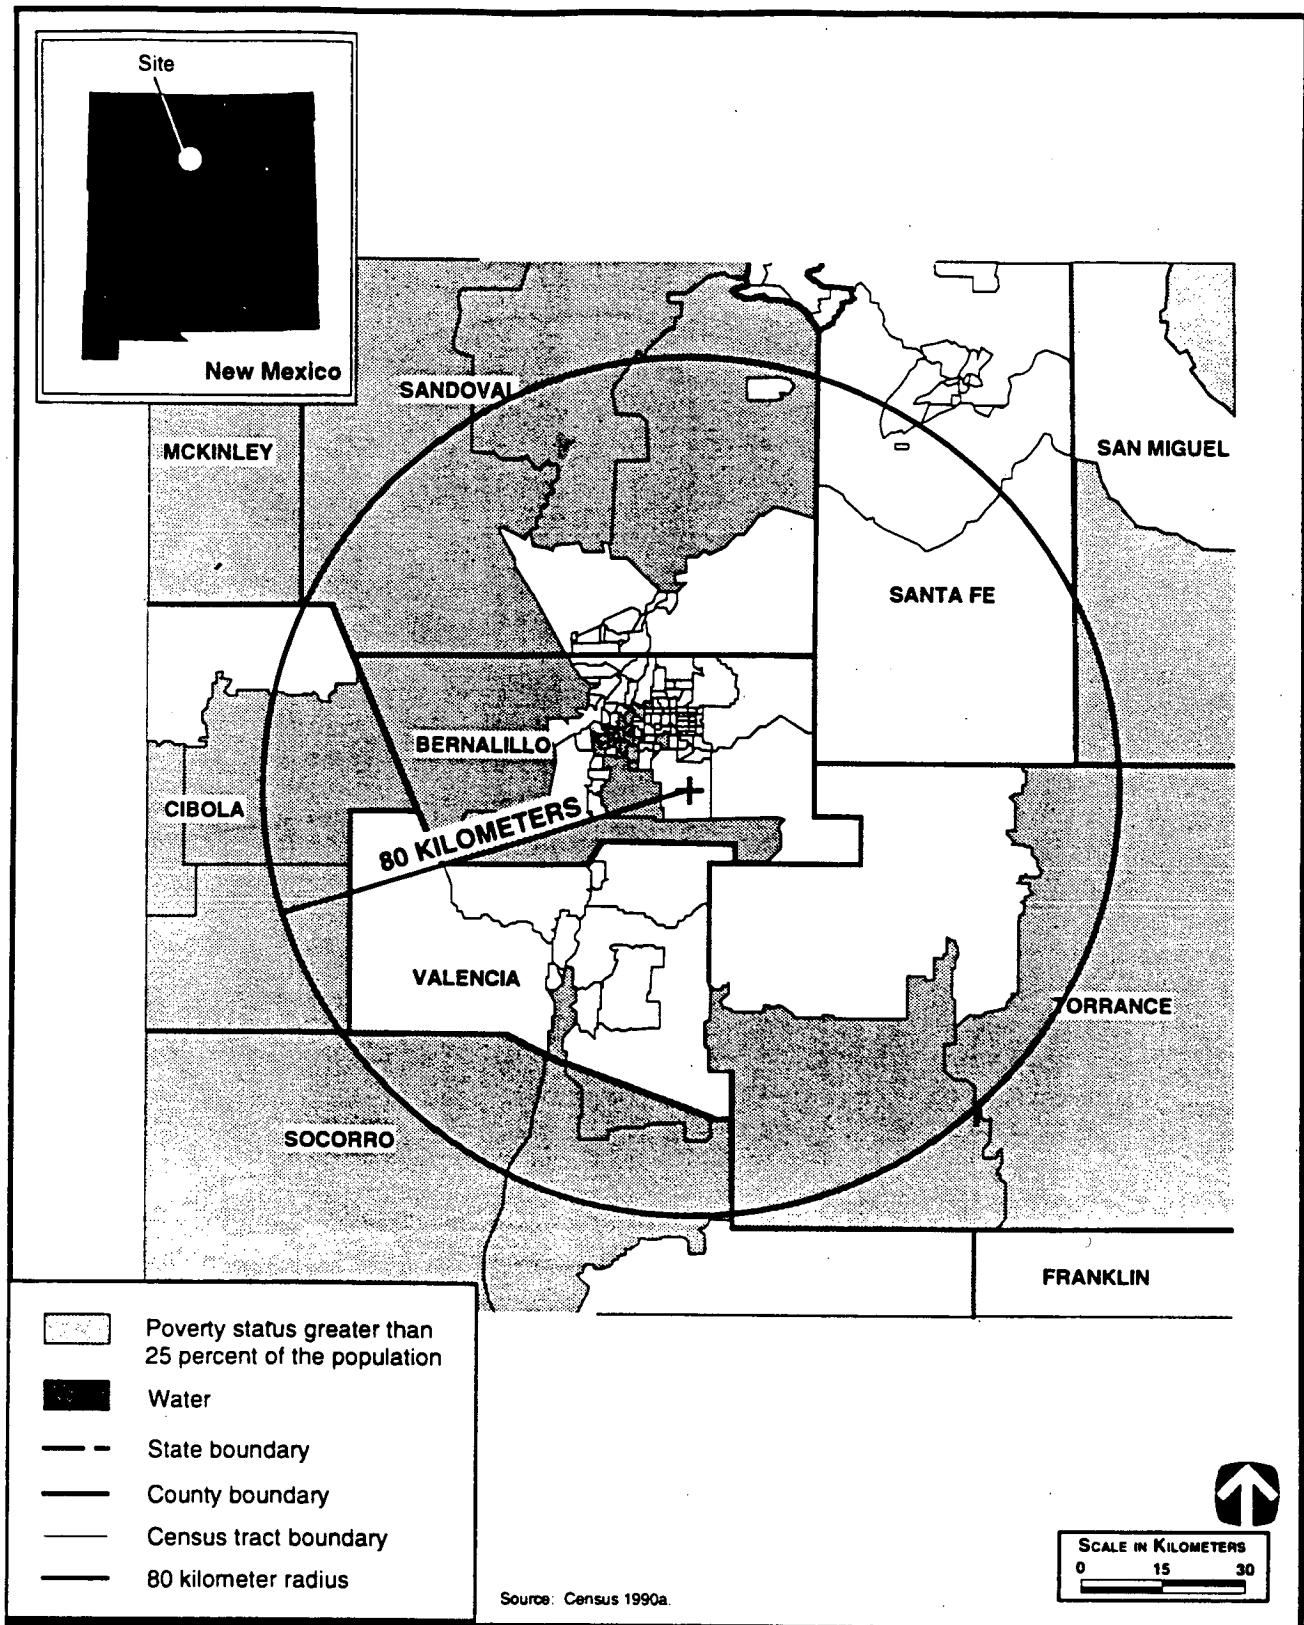 Site
New Mexico
SANDOVAL
MCKINLEY
SAN MIGUEL
SANTA FE
BERNALILLO
CIBOLA
80 KILOMETERS
VALENCIA
TORRANCE
SOCORRO
FRANKLIN
Poverty status greater than
25 percent of the population
Water
State boundary
County boundary
Census tract boundary
80 kilometer radius
Source: Census 1990a.
SCALE IN KILOMETERS
0 15 30